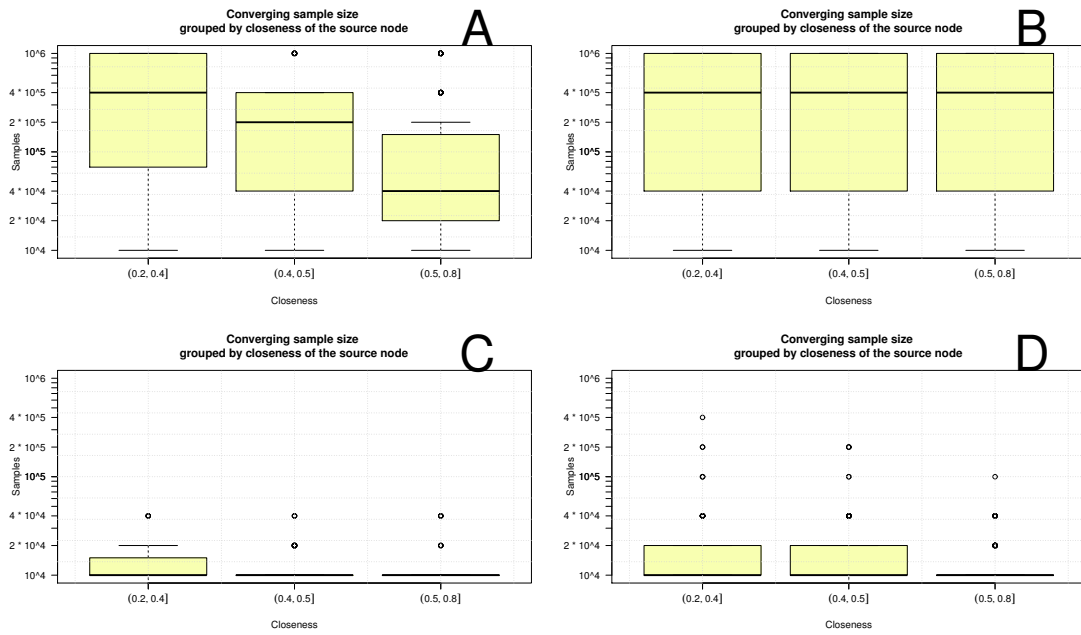 Converging sample size
grouped by closeness of the source node
A
10^6
4 * 10^5
2 * 10^5
10^5
4 * 10^4
2 * 10^4
10^4
Samples
(0.2, 0.4]
(0.4, 0.5]
(0.5, 0.8]
Closeness
Converging sample size
grouped by closeness of the source node
B
10^6
4 * 10^5
2 * 10^5
10^5
4 * 10^4
2 * 10^4
10^4
Samples
(0.2, 0.4]
(0.4, 0.5]
(0.5, 0.8]
Closeness
Converging sample size
grouped by closeness of the source node
C
10^6
4 * 10^5
2 * 10^5
10^5
4 * 10^4
2 * 10^4
10^4
Samples
(0.2, 0.4]
(0.4, 0.5]
(0.5, 0.8]
Closeness
Converging sample size
grouped by closeness of the source node
D
10^6
4 * 10^5
2 * 10^5
10^5
4 * 10^4
2 * 10^4
10^4
Samples
(0.2, 0.4]
(0.4, 0.5]
(0.5, 0.8]
Closeness